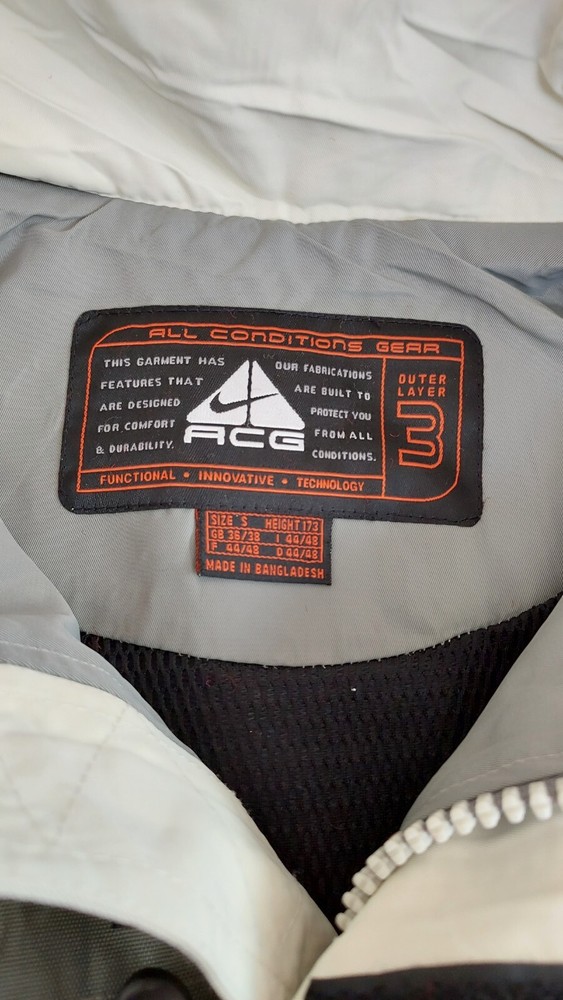 ALL CONDITIONS GEAR
THIS GARMENT HAS
FEATURES THAT
ARE DESIGNED
FOR COMFORT
& DURABILITY.
ACG
OUR FABRICATIONS
ARE BUILT TO
PROTECT YOU
FROM ALL
CONDITIONS.
OUTER
LAYER
3
FUNCTIONAL • INNOVATIVE • TECHNOLOGY
SIZE S HEIGHT 173
GB 36/38 I 44/48
F 44/48 D 44/48
MADE IN BANGLADESH